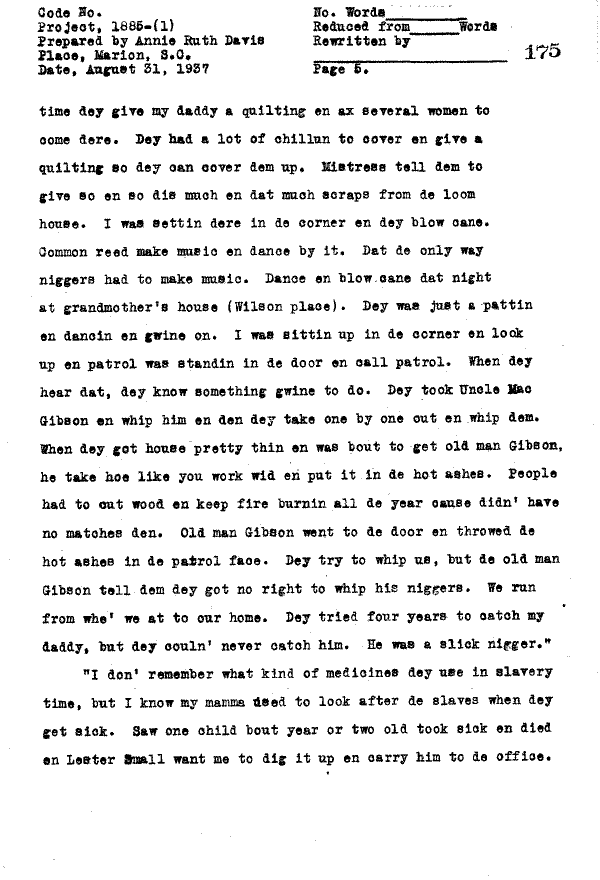 Code No. No. Words
Project, 1885-(1) Reduced from Words
Prepared by Annie Ruth Davis Rewritten by
Place, Marion, S.C.
Date, August 31, 1937 Page 5.
175
time dey give my daddy a quilting en ax several women to
come dere. Dey had a lot of chillun to cover en give a
quilting so dey can cover dem up. Mistress tell dem to
give so en so dis much en dat much scraps from de loom
house. I was settin dere in de corner en dey blow cane.
Common reed make music en dance by it. Dat de only way
niggers had to make music. Dance en blow cane dat night
at grandmother's house (Wilson place). Dey was just a pattin
en dancin en gwine on. I was sittin up in de corner en look
up en patrol was standin in de door en call patrol. When dey
hear dat, dey know something gwine to do. Dey took Uncle Mac
Gibson en whip him en den dey take one by one out en whip dem.
When dey got house pretty thin en was bout to get old man Gibson,
he take hoe like you work wid en put it in de hot ashes. People
had to cut wood en keep fire burnin all de year cause didn' have
no matches den. Old man Gibson went to de door en throwed de
hot ashes in de patrol face. Dey try to whip us, but de old man
Gibson tell dem dey got no right to whip his niggers. We run
from whe' we at to our home. Dey tried four years to catch my
daddy, but dey couln' never catch him. He was a slick nigger."
"I don' remember what kind of medicines dey use in slavery
time, but I know my mamma used to look after de slaves when dey
get sick. Saw one child bout year or two old took sick en died
en Lester Small want me to dig it up en carry him to de office.